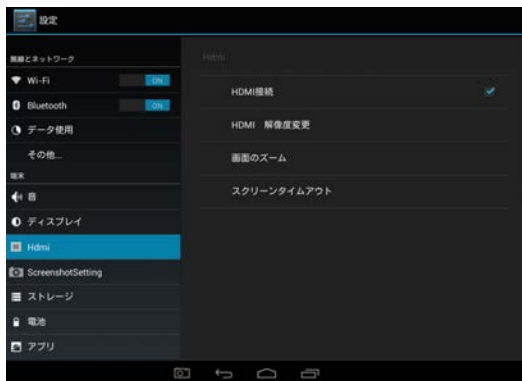 設定
無線とネットワーク
Wi-Fi ON
Bluetooth ON
データ使用
その他...
端末
音
ディスプレイ
Hdmi
ScreenshotSetting
ストレージ
電池
アプリ
Hdmi
HDMI接続
HDMI 解像度変更
画面のズーム
スクリーンタイムアウト